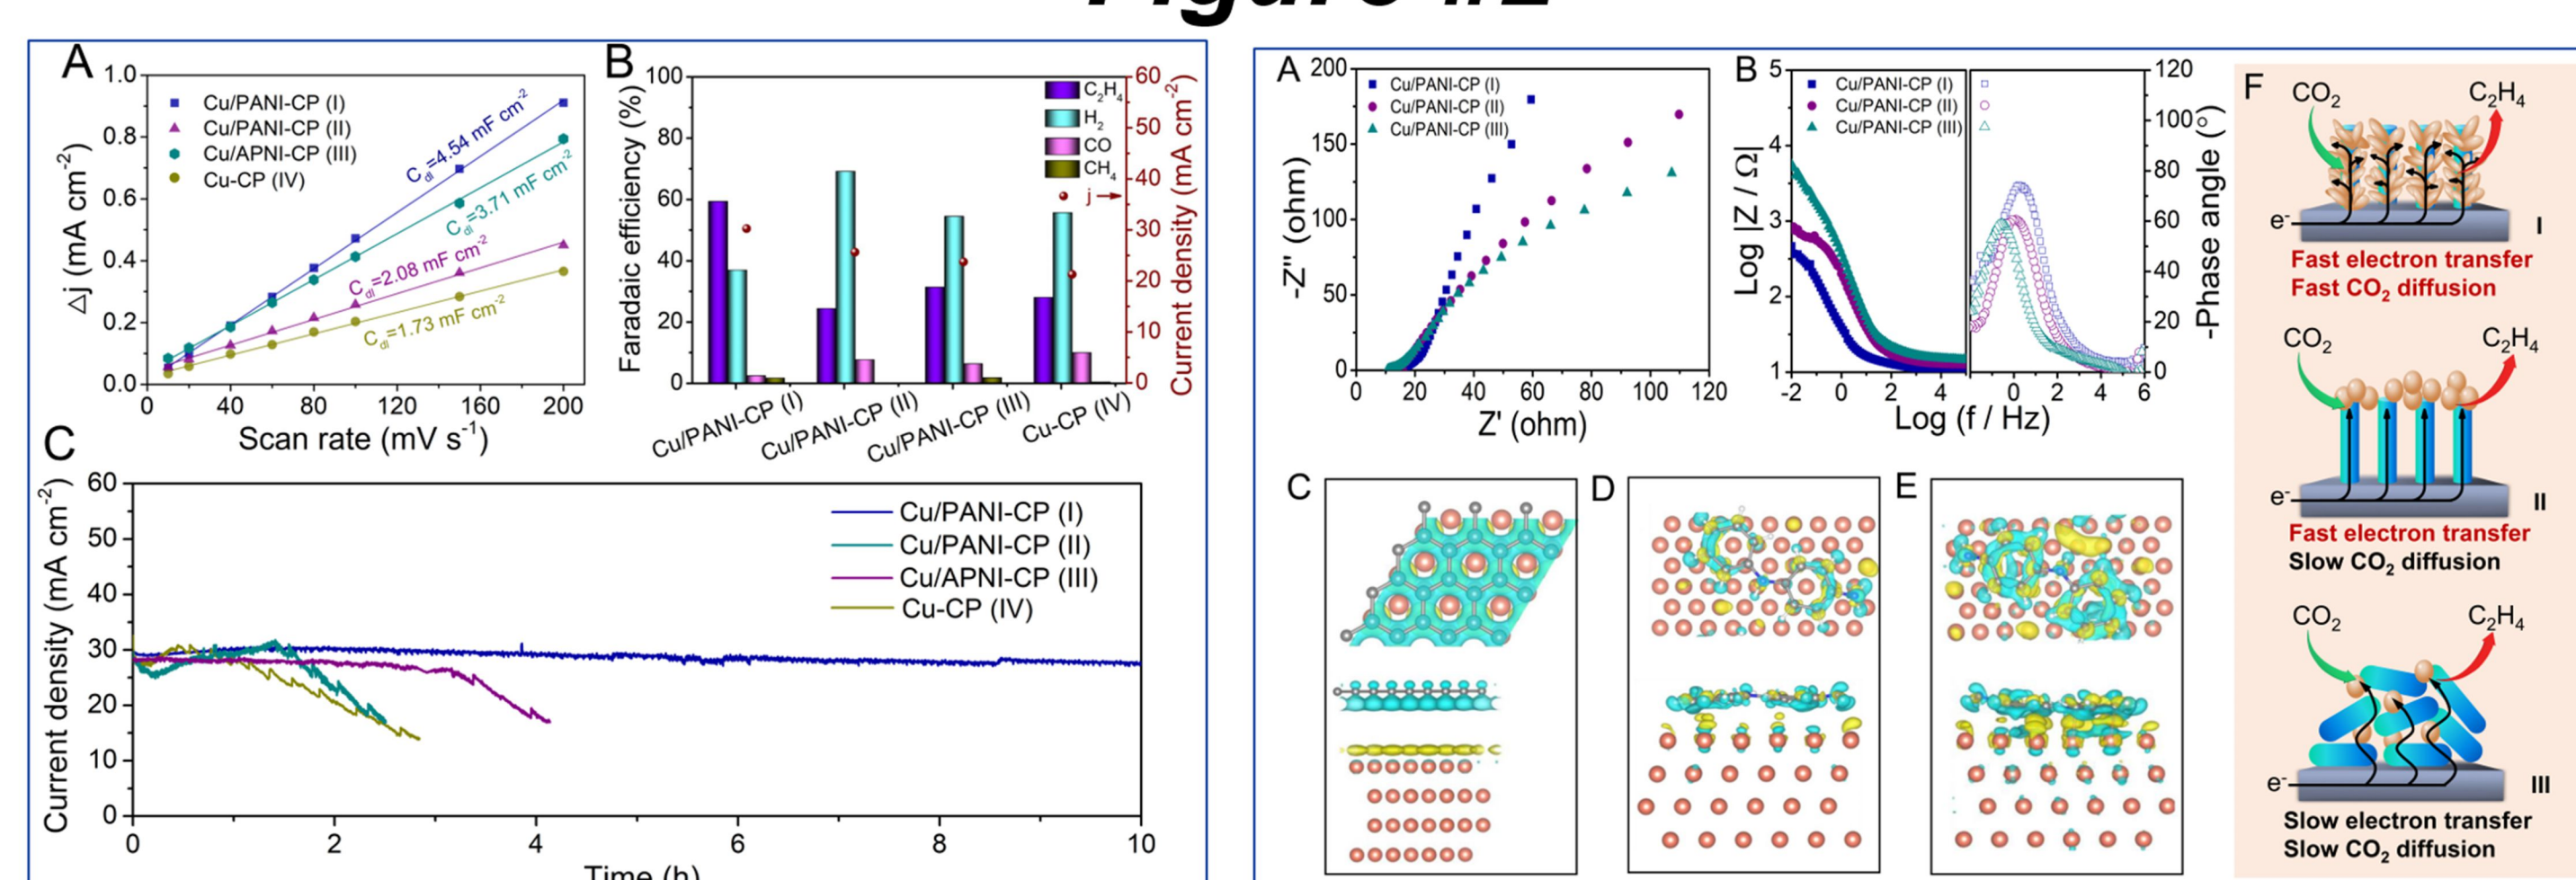 A
1.0
0.8
0.6
0.4
0.2
0.0
Δj (mA cm⁻²)
Cu/PANI-CP (I)
Cu/PANI-CP (II)
Cu/APNI-CP (III)
Cu-CP (IV)
C_dl=4.54 mF cm⁻²
C_dl=3.71 mF cm⁻²
C_dl=2.08 mF cm⁻²
C_dl=1.73 mF cm⁻²
0 40 80 120 160 200
Scan rate (mV s⁻¹)
B
100
80
60
40
20
0
Faradaic efficiency (%)
C₂H₄
H₂
CO
CH₄
j
60
50
40
30
20
10
0
Current density (mA cm⁻²)
Cu/PANI-CP (I)
Cu/PANI-CP (II)
Cu/PANI-CP (III)
Cu-CP (IV)
C
60
50
40
30
20
10
0
Current density (mA cm⁻²)
Cu/PANI-CP (I)
Cu/PANI-CP (II)
Cu/APNI-CP (III)
Cu-CP (IV)
0 2 4 6 8 10
Time (h)
A
200
150
100
50
0
-Z'' (ohm)
Cu/PANI-CP (I)
Cu/PANI-CP (II)
Cu/PANI-CP (III)
0 20 40 60 80 100 120
Z' (ohm)
B
5
4
3
2
1
Log |Z / Ω|
Cu/PANI-CP (I)
Cu/PANI-CP (II)
Cu/PANI-CP (III)
120
100
80
60
40
20
0
-Phase angle (°)
-2 0 2 4 0 2 4 6
Log (f / Hz)
C
D
E
F
CO₂ C₂H₄
e⁻
I
Fast electron transfer
Fast CO₂ diffusion
CO₂ C₂H₄
e⁻
II
Fast electron transfer
Slow CO₂ diffusion
CO₂ C₂H₄
e⁻
III
Slow electron transfer
Slow CO₂ diffusion